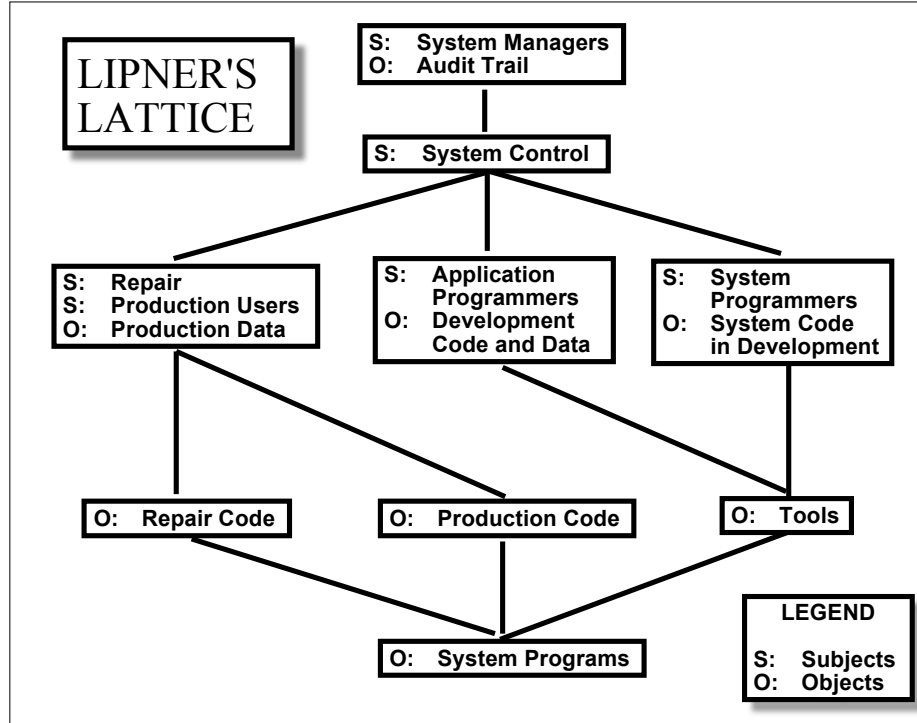 LIPNER'S
LATTICE
S: System Managers
O: Audit Trail
S: System Control
S: Repair
S: Production Users
O: Production Data
S: Application
Programmers
O: Development
Code and Data
S: System
Programmers
O: System Code
in Development
O: Repair Code
O: Production Code
O: Tools
O: System Programs
LEGEND
S: Subjects
O: Objects